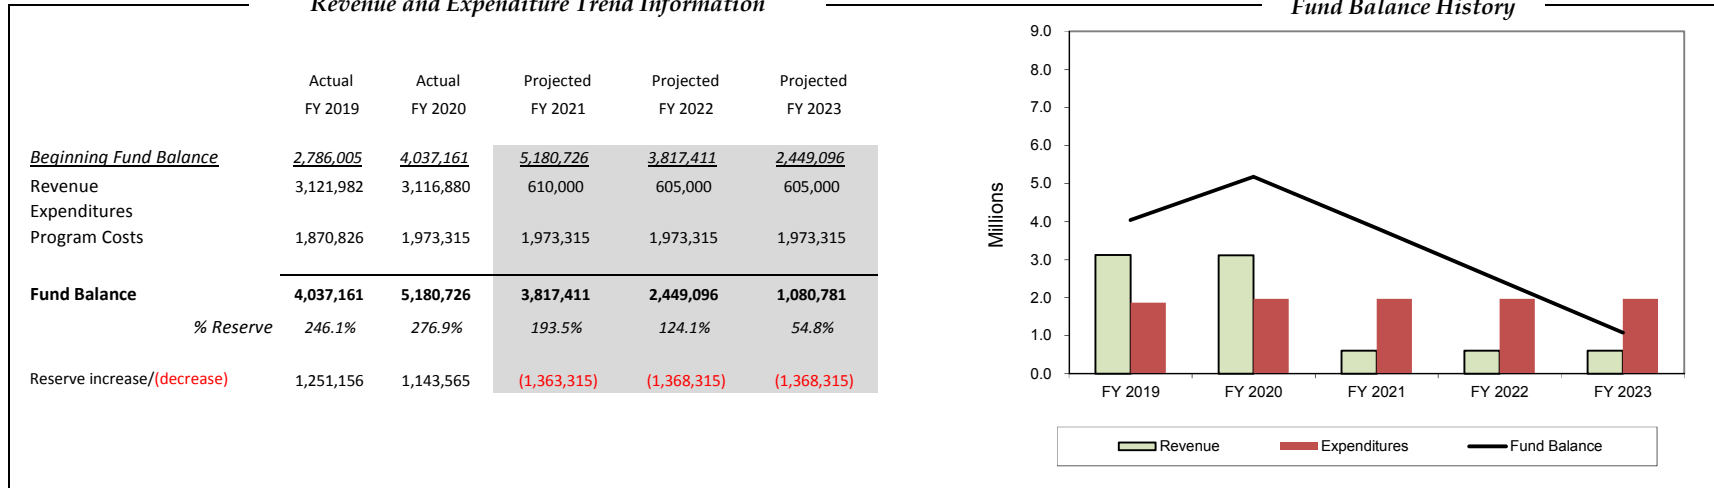 Revenue and Expenditure Trend Information
Fund Balance History
Actual Actual Projected Projected Projected
FY 2019 FY 2020 FY 2021 FY 2022 FY 2023
Beginning Fund Balance 2,786,005 4,037,161 5,180,726 3,817,411 2,449,096
Revenue 3,121,982 3,116,880 610,000 605,000 605,000
Expenditures
Program Costs 1,870,826 1,973,315 1,973,315 1,973,315 1,973,315
Fund Balance 4,037,161 5,180,726 3,817,411 2,449,096 1,080,781
% Reserve 246.1% 276.9% 193.5% 124.1% 54.8%
Reserve increase/(decrease) 1,251,156 1,143,565 (1,363,315) (1,368,315) (1,368,315)
9.0
8.0
7.0
6.0
5.0
4.0
3.0
2.0
1.0
0.0
Millions
FY 2019 FY 2020 FY 2021 FY 2022 FY 2023
Revenue Expenditures Fund Balance